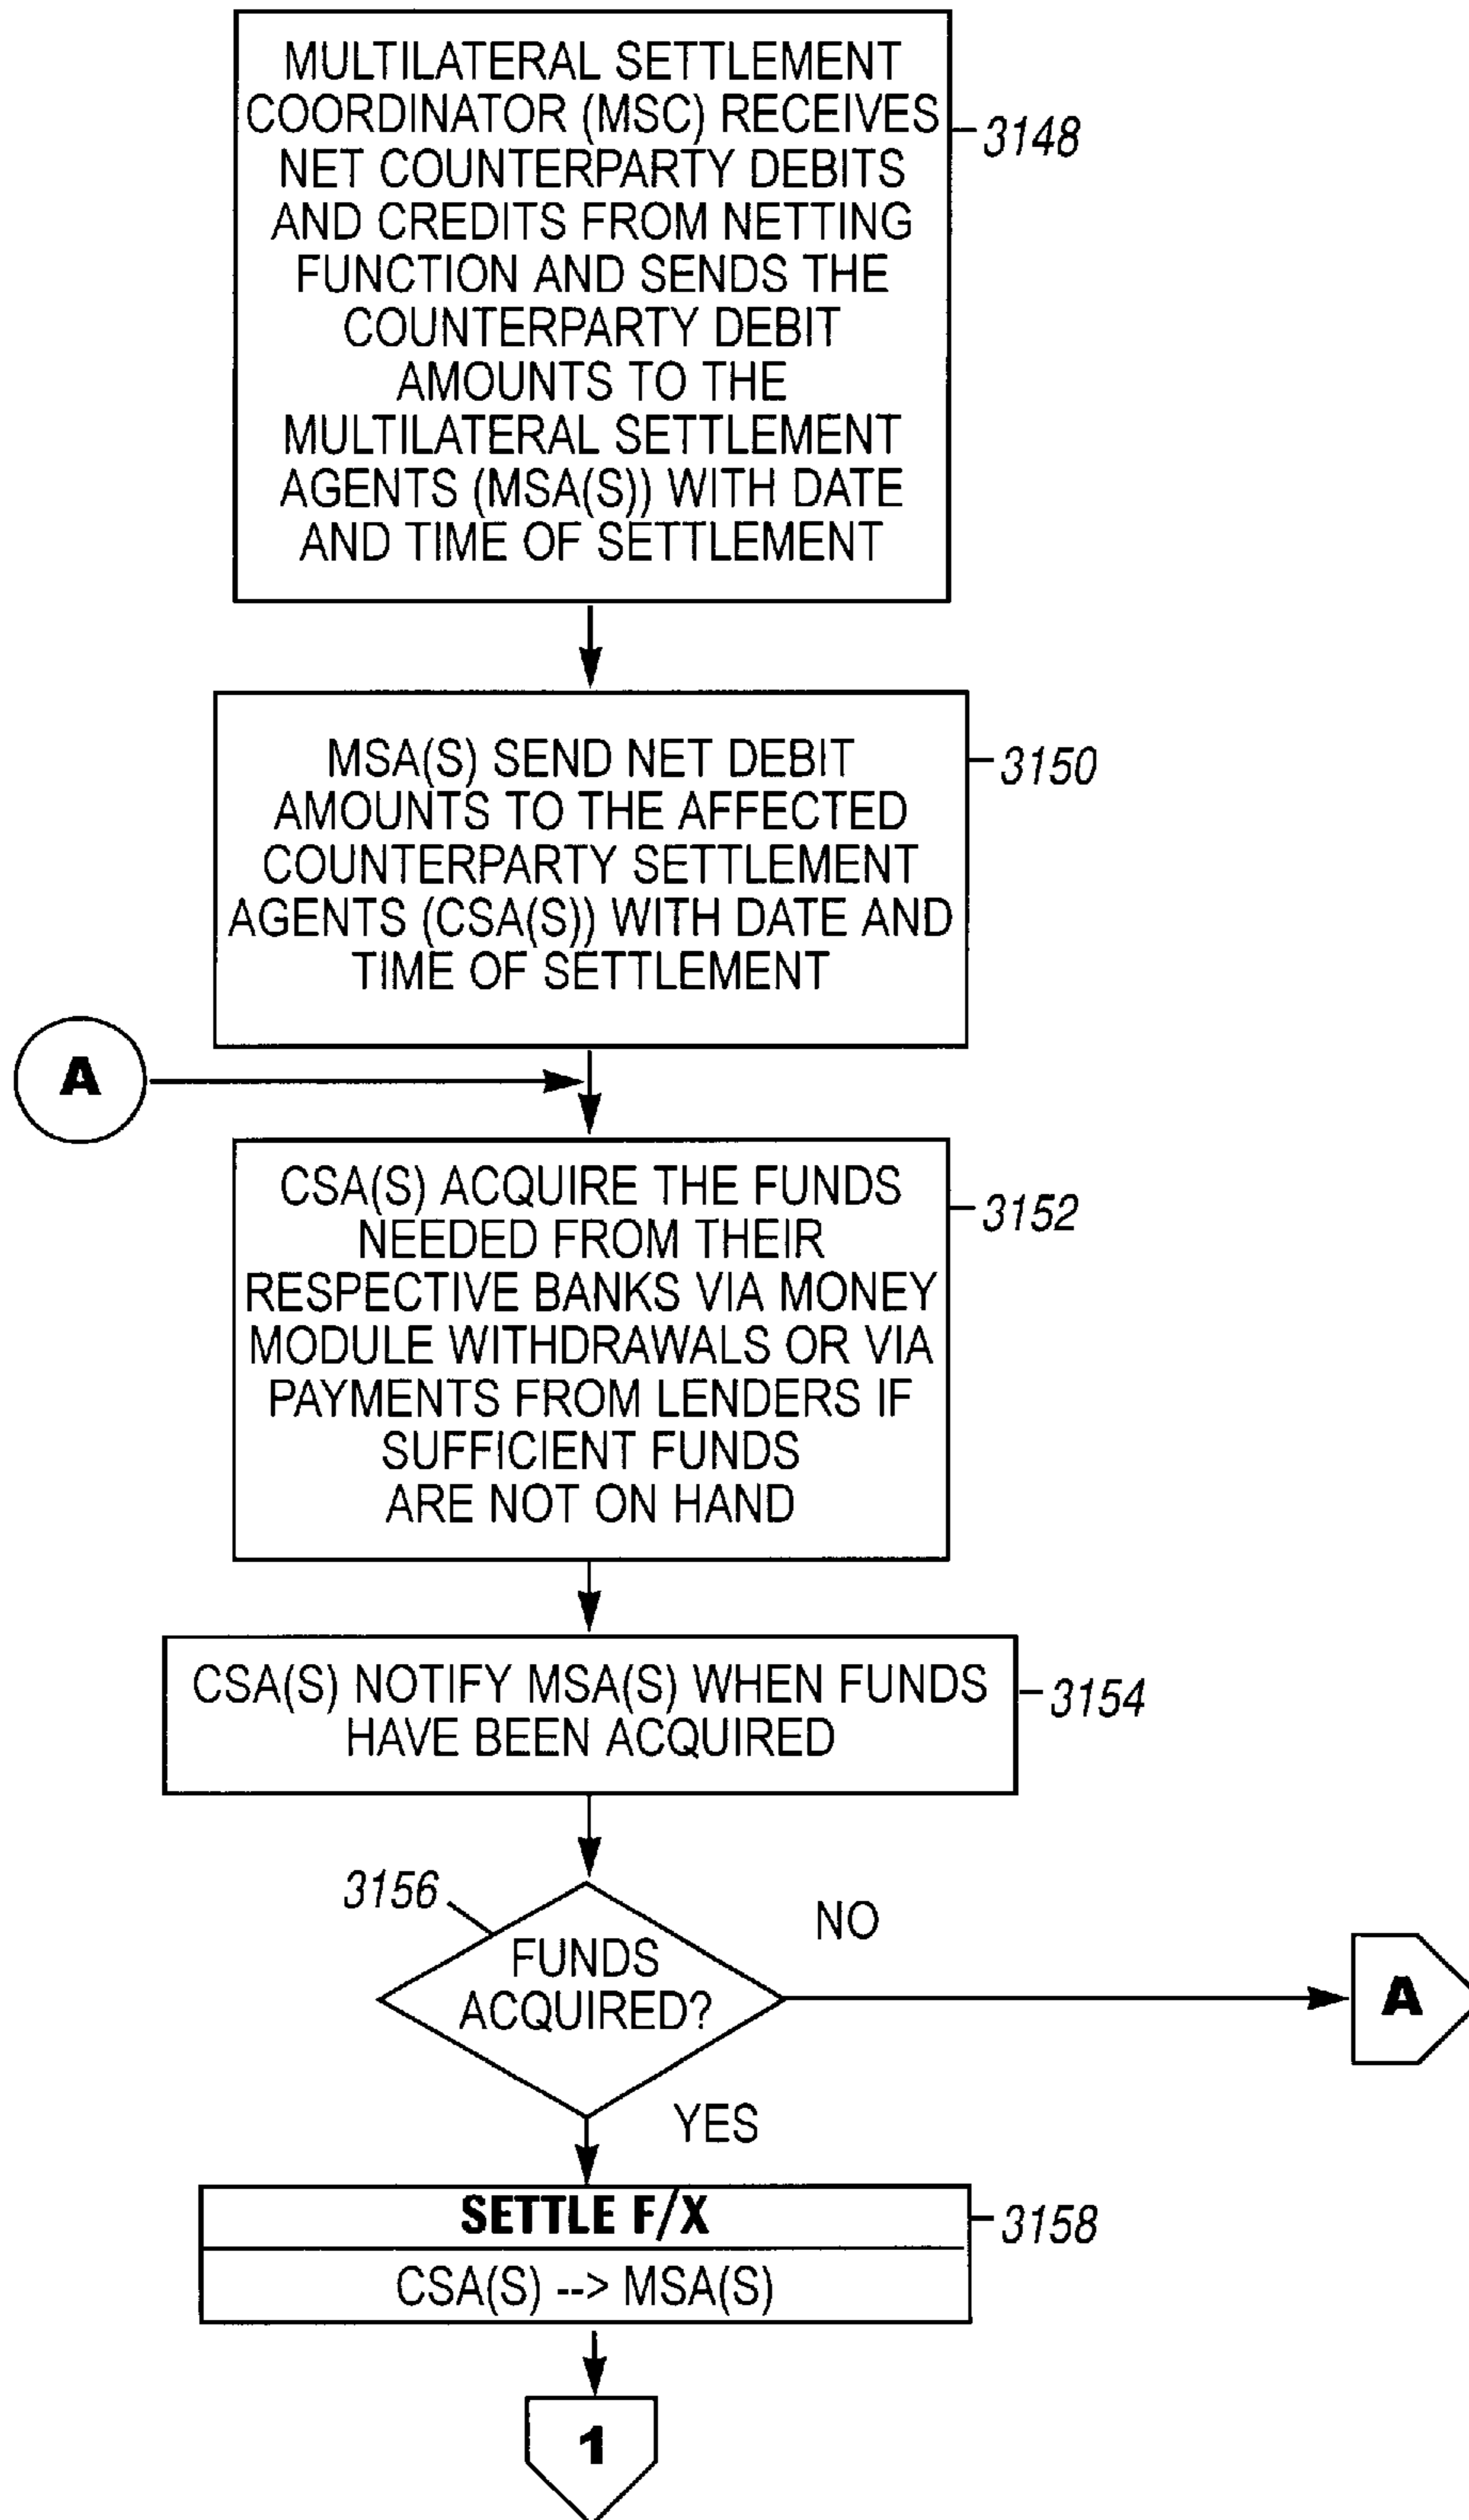 MULTILATERAL SETTLEMENT
COORDINATOR (MSC) RECEIVES
NET COUNTERPARTY DEBITS
AND CREDITS FROM NETTING
FUNCTION AND SENDS THE
COUNTERPARTY DEBIT
AMOUNTS TO THE
MULTILATERAL SETTLEMENT
AGENTS (MSA(S)) WITH DATE
AND TIME OF SETTLEMENT
3148
MSA(S) SEND NET DEBIT
AMOUNTS TO THE AFFECTED
COUNTERPARTY SETTLEMENT
AGENTS (CSA(S)) WITH DATE AND
TIME OF SETTLEMENT
3150
A
CSA(S) ACQUIRE THE FUNDS
NEEDED FROM THEIR
RESPECTIVE BANKS VIA MONEY
MODULE WITHDRAWALS OR VIA
PAYMENTS FROM LENDERS IF
SUFFICIENT FUNDS
ARE NOT ON HAND
3152
CSA(S) NOTIFY MSA(S) WHEN FUNDS
HAVE BEEN ACQUIRED
3154
3156
FUNDS
ACQUIRED?
NO
A
YES
SETTLE F/X
CSA(S) --> MSA(S)
3158
1